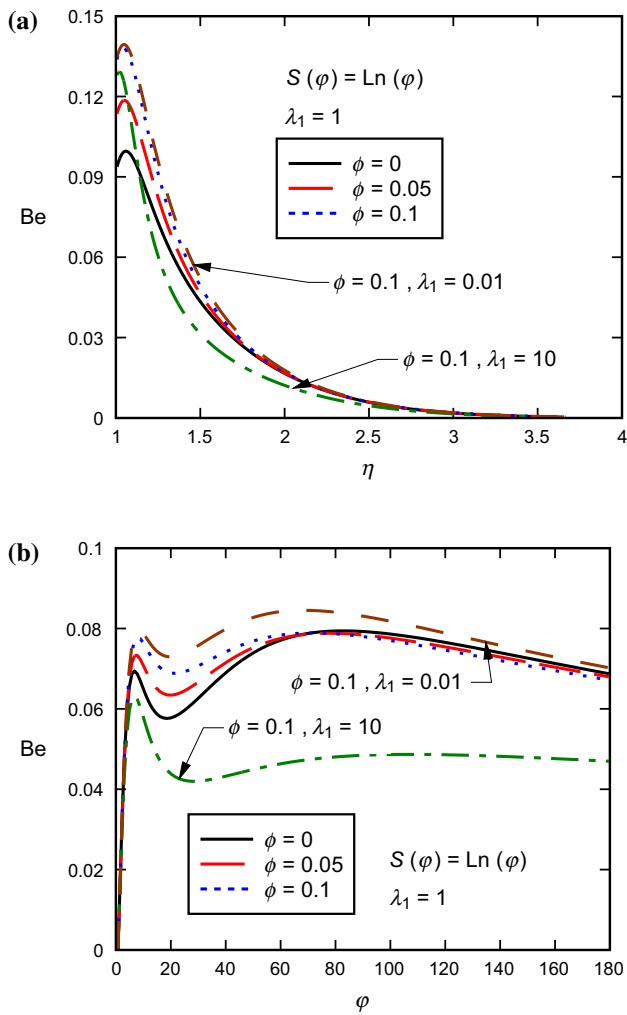 (a)
0.15
0.12
0.09
0.06
0.03
0
Be
S (φ) = Ln (φ)
λ₁ = 1
ϕ = 0
ϕ = 0.05
ϕ = 0.1
ϕ = 0.1 , λ₁ = 0.01
ϕ = 0.1 , λ₁ = 10
1 1.5 2 2.5 3 3.5 4
η
(b)
0.1
0.08
0.06
0.04
0.02
0
Be
ϕ = 0.1 , λ₁ = 0.01
ϕ = 0.1 , λ₁ = 10
ϕ = 0
ϕ = 0.05
ϕ = 0.1
S (φ) = Ln (φ)
λ₁ = 1
0 20 40 60 80 100 120 140 160 180
φ